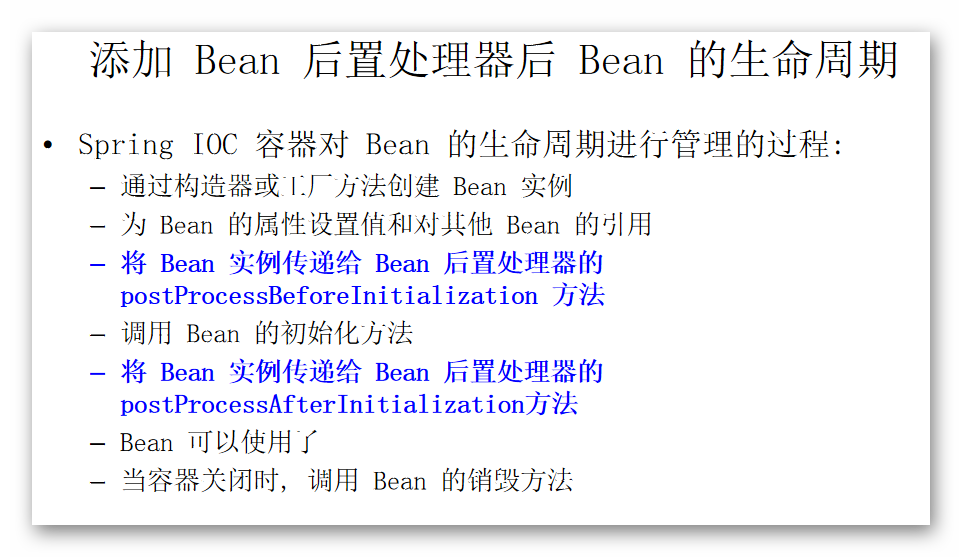 添加 Bean 后置处理器后 Bean 的生命周期
• Spring IOC 容器对 Bean 的生命周期进行管理的过程:
– 通过构造器或工厂方法创建 Bean 实例
– 为 Bean 的属性设置值和对其他 Bean 的引用
– 将 Bean 实例传递给 Bean 后置处理器的
postProcessBeforeInitialization 方法
– 调用 Bean 的初始化方法
– 将 Bean 实例传递给 Bean 后置处理器的
postProcessAfterInitialization方法
– Bean 可以使用了
– 当容器关闭时, 调用 Bean 的销毁方法